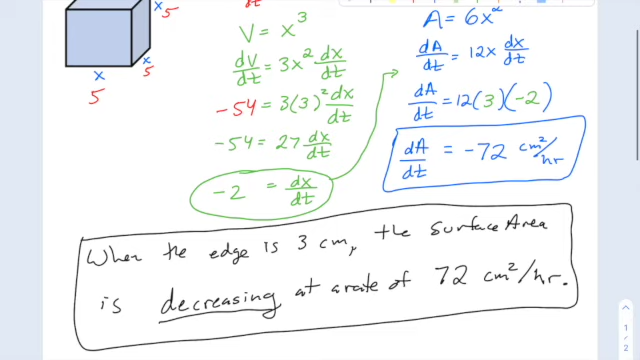 x
5
V = x³
dV/dt = 3x² dx/dt
-54 = 3(3)² dx/dt
-54 = 27 dx/dt
-2 = dx/dt
x
5
x
5
A = 6x²
dA/dt = 12x dx/dt
dA/dt = 12(3)(-2)
dA/dt = -72 cm²/hr
When the edge is 3 cm, the Surface Area
is decreasing at a rate of 72 cm²/hr.
1
2